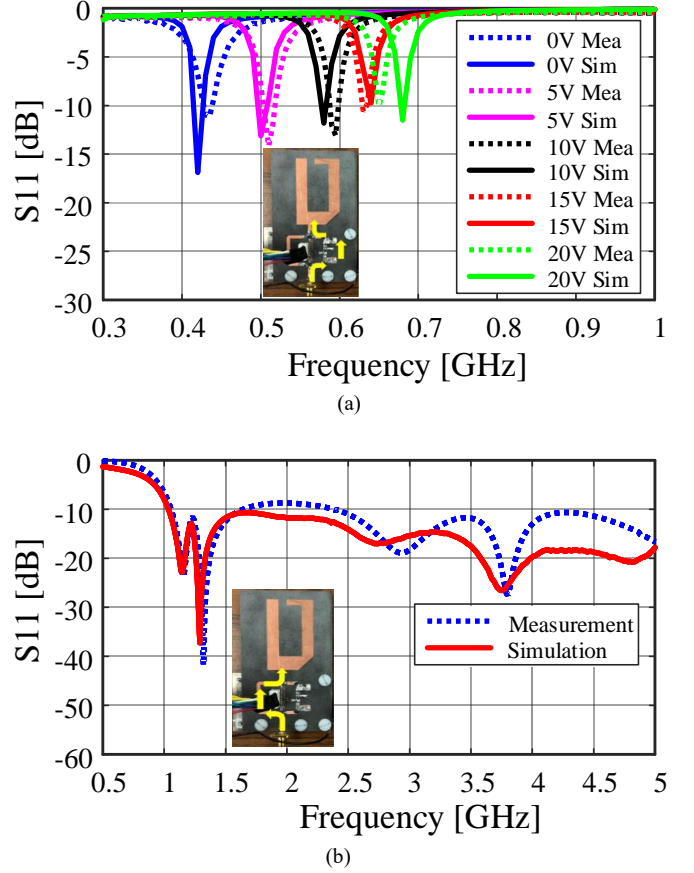 0
-5
-10
-15
-20
-25
-30
S11 [dB]
0V Mea
0V Sim
5V Mea
5V Sim
10V Mea
10V Sim
15V Mea
15V Sim
20V Mea
20V Sim
0.3 0.4 0.5 0.6 0.7 0.8 0.9 1
Frequency [GHz]
(a)
0
-10
-20
-30
-40
-50
-60
S11 [dB]
Measurement
Simulation
0.5 1 1.5 2 2.5 3 3.5 4 4.5 5
Frequency [GHz]
(b)